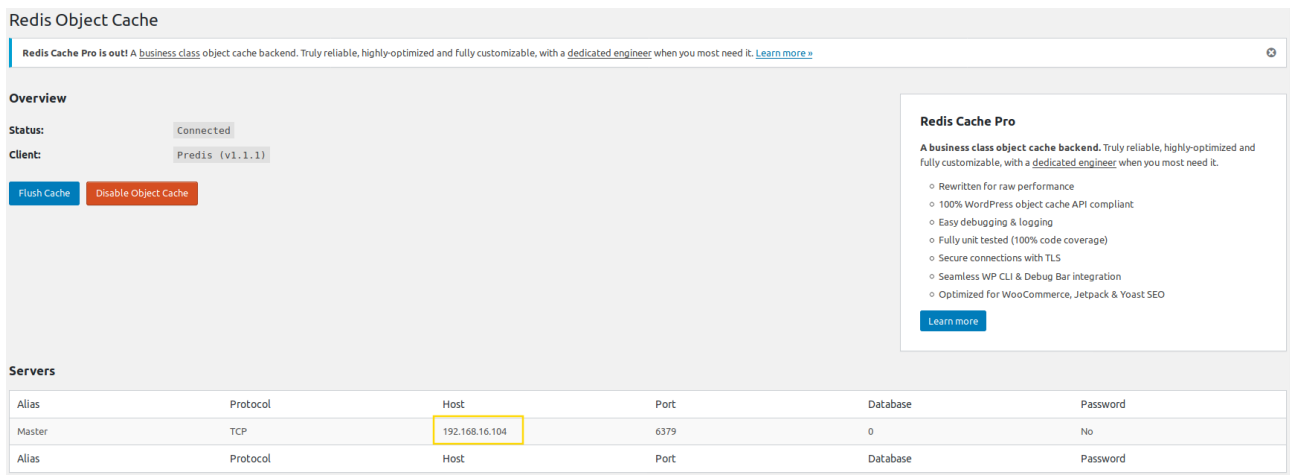 Redis Object Cache
Redis Cache Pro is out! A business class object cache backend. Truly reliable, highly-optimized and fully customizable, with a dedicated engineer when you most need it. Learn more »
Overview
Status: Connected
Client: Predis (v1.1.1)
Flush Cache Disable Object Cache
Redis Cache Pro
A business class object cache backend. Truly reliable, highly-optimized and
fully customizable, with a dedicated engineer when you most need it.
Rewritten for raw performance
100% WordPress object cache API compliant
Easy debugging & logging
Fully unit tested (100% code coverage)
Secure connections with TLS
Seamless WP CLI & Debug Bar integration
Optimized for WooCommerce, Jetpack & Yoast SEO
Learn more
Servers
Alias Protocol Host Port Database Password
Master TCP 192.168.16.104 6379 0 No
Alias Protocol Host Port Database Password